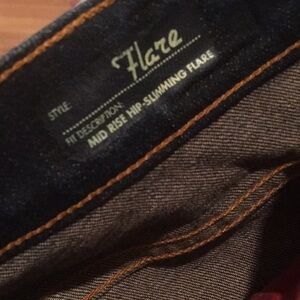 STYLE: Flare
FIT DESCRIPTION:
MID RISE HIP-SLIMMING FLARE